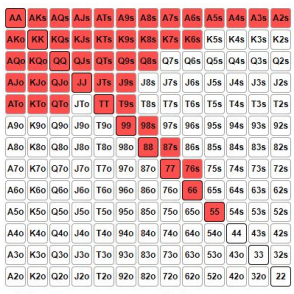 AA AKs AQs AJs ATs A9s A8s A7s A6s A5s A4s A3s A2s
AKo KK KQs KJs KTs K9s K8s K7s K6s K5s K4s K3s K2s
AQo KQo QQ QJs QTs Q9s Q8s Q7s Q6s Q5s Q4s Q3s Q2s
AJo KJo QJo JJ JTs J9s J8s J7s J6s J5s J4s J3s J2s
ATo KTo QTo JTo TT T9s T8s T7s T6s T5s T4s T3s T2s
A9o K9o Q9o J9o T9o 99 98s 97s 96s 95s 94s 93s 92s
A8o K8o Q8o J8o T8o 98o 88 87s 86s 85s 84s 83s 82s
A7o K7o Q7o J7o T7o 97o 87o 77 76s 75s 74s 73s 72s
A6o K6o Q6o J6o T6o 96o 86o 76o 66 65s 64s 63s 62s
A5o K5o Q5o J5o T5o 95o 85o 75o 65o 55 54s 53s 52s
A4o K4o Q4o J4o T4o 94o 84o 74o 64o 54o 44 43s 42s
A3o K3o Q3o J3o T3o 93o 83o 73o 63o 53o 43o 33 32s
A2o K2o Q2o J2o T2o 92o 82o 72o 62o 52o 42o 32o 22